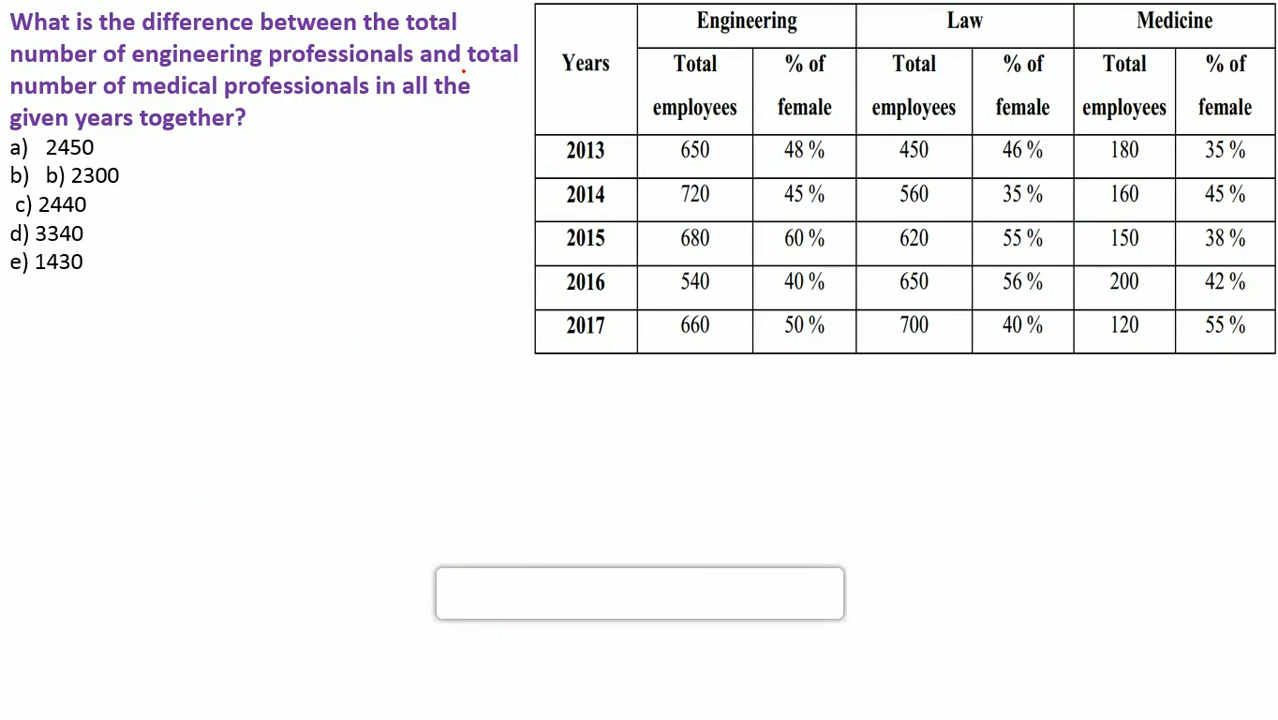 What is the difference between the total
number of engineering professionals and total
number of medical professionals in all the
given years together?
a) 2450
b) b) 2300
c) 2440
d) 3340
e) 1430
Years Engineering Law Medicine
Total employees % of female Total employees % of female Total employees % of female
2013 650 48 % 450 46 % 180 35 %
2014 720 45 % 560 35 % 160 45 %
2015 680 60 % 620 55 % 150 38 %
2016 540 40 % 650 56 % 200 42 %
2017 660 50 % 700 40 % 120 55 %